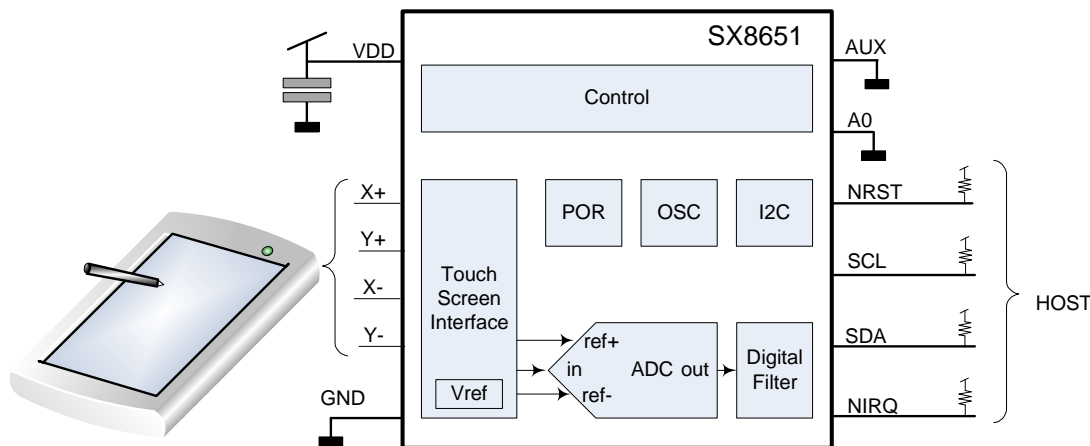 SX8651
VDD
AUX
Control
A0
X+
Y+
X-
Y-
POR
OSC
I2C
NRST
SCL
SDA
NIRQ
HOST
Touch
Screen
Interface
Vref
ref+
in
ref-
ADC out
Digital
Filter
GND